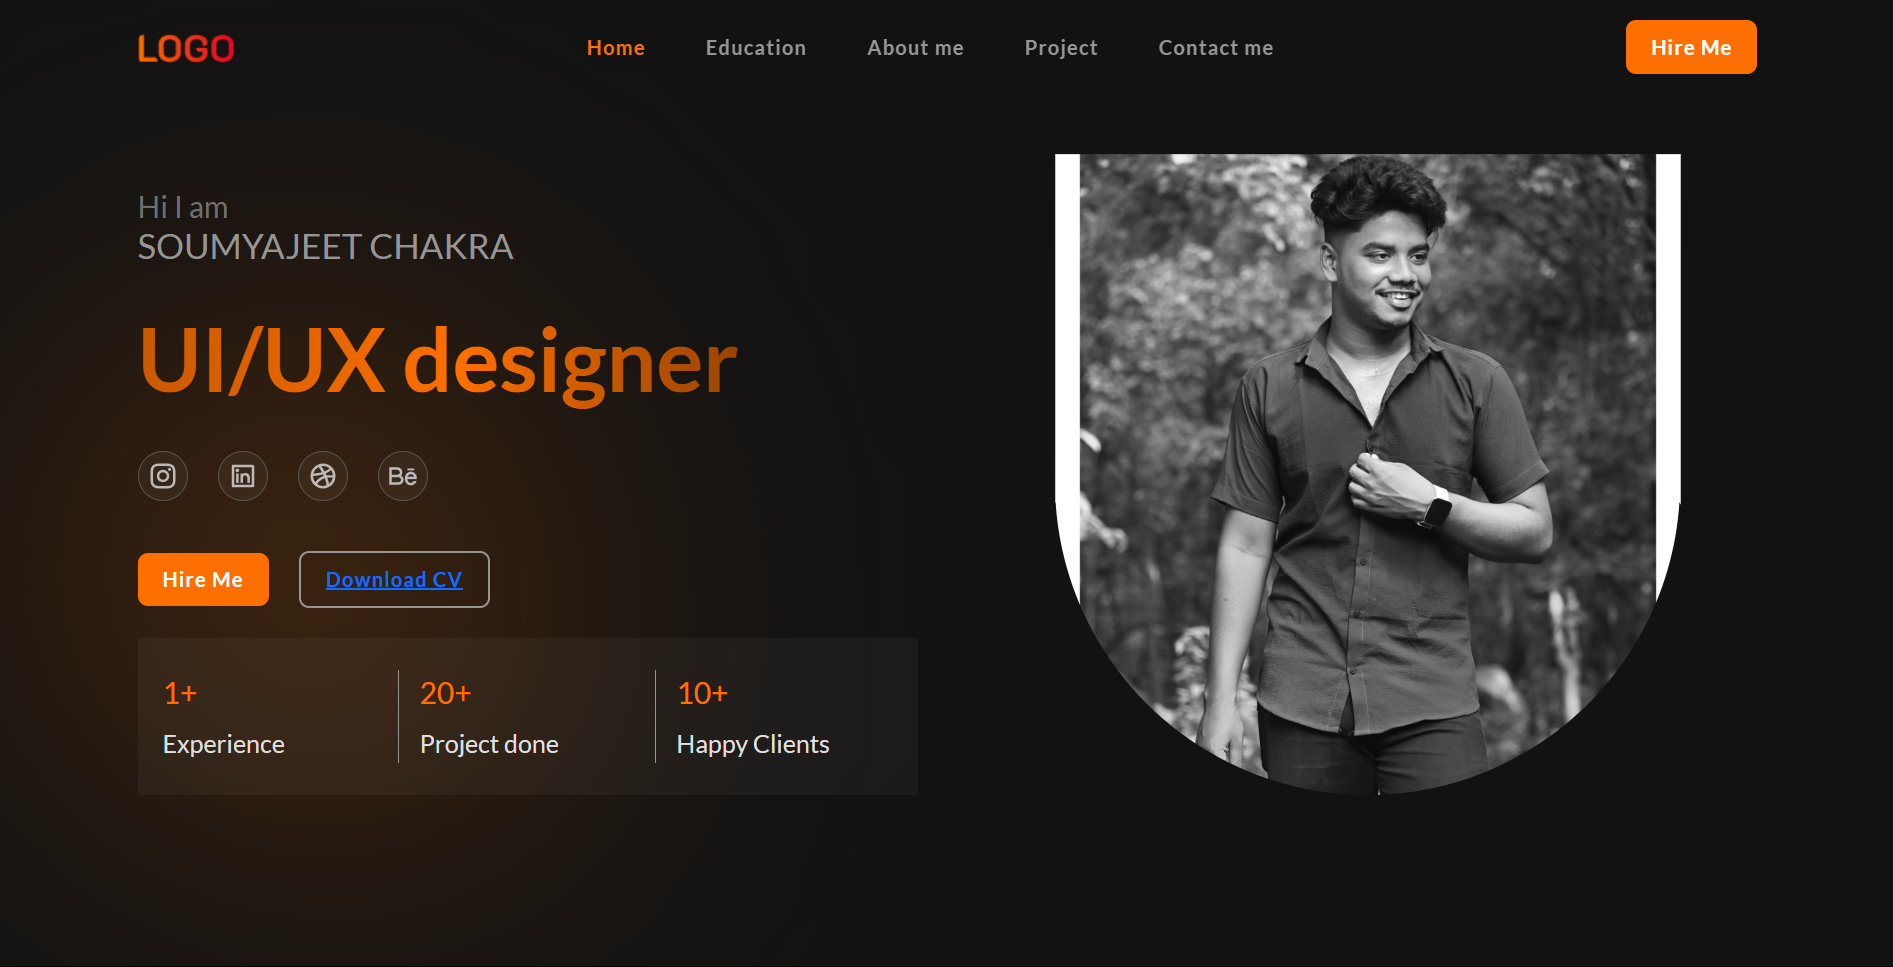 LOGO
Home Education About me Project Contact me Hire Me
Hi I am
SOUMYAJEET CHAKRA
UI/UX designer
Bē
Hire Me Download CV
1+ 20+ 10+
Experience Project done Happy Clients